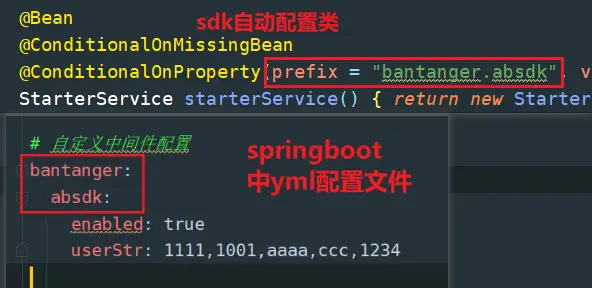 sdk自动配置类
@Bean
@ConditionalOnMissingBean
@ConditionalOnProperty(prefix = "bantanger.absdk", v
StarterService starterService() { return new Starter
# 自定义中间件配置
springboot
中yml配置文件
bantanger:
absdk:
enabled: true
userStr: 1111,1001,aaaa,ccc,1234